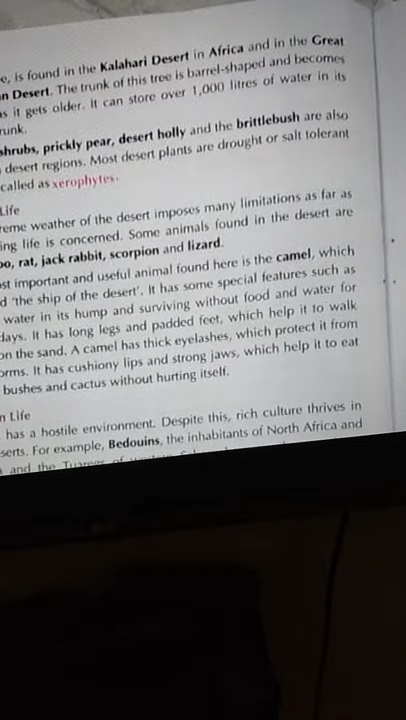 e, is found in the Kalahari Desert in Africa and in the Great
n Desert. The trunk of this tree is barrel-shaped and becomes
as it gets older. It can store over 1,000 litres of water in its
runk.
shrubs, prickly pear, desert holly and the brittlebush are also
desert regions. Most desert plants are drought or salt tolerant
called as xerophytes.
Life
reme weather of the desert imposes many limitations as far as
ing life is concerned. Some animals found in the desert are
oo, rat, jack rabbit, scorpion and lizard.
ost important and useful animal found here is the camel, which
d 'the ship of the desert'. It has some special features such as
water in its hump and surviving without food and water for
days. It has long legs and padded feet, which help it to walk
on the sand. A camel has thick eyelashes, which protect it from
orms. It has cushiony lips and strong jaws, which help it to eat
bushes and cactus without hurting itself.
n Life
has a hostile environment. Despite this, rich culture thrives in
serts. For example, Bedouins, the inhabitants of North Africa and
and the Tuaregs of